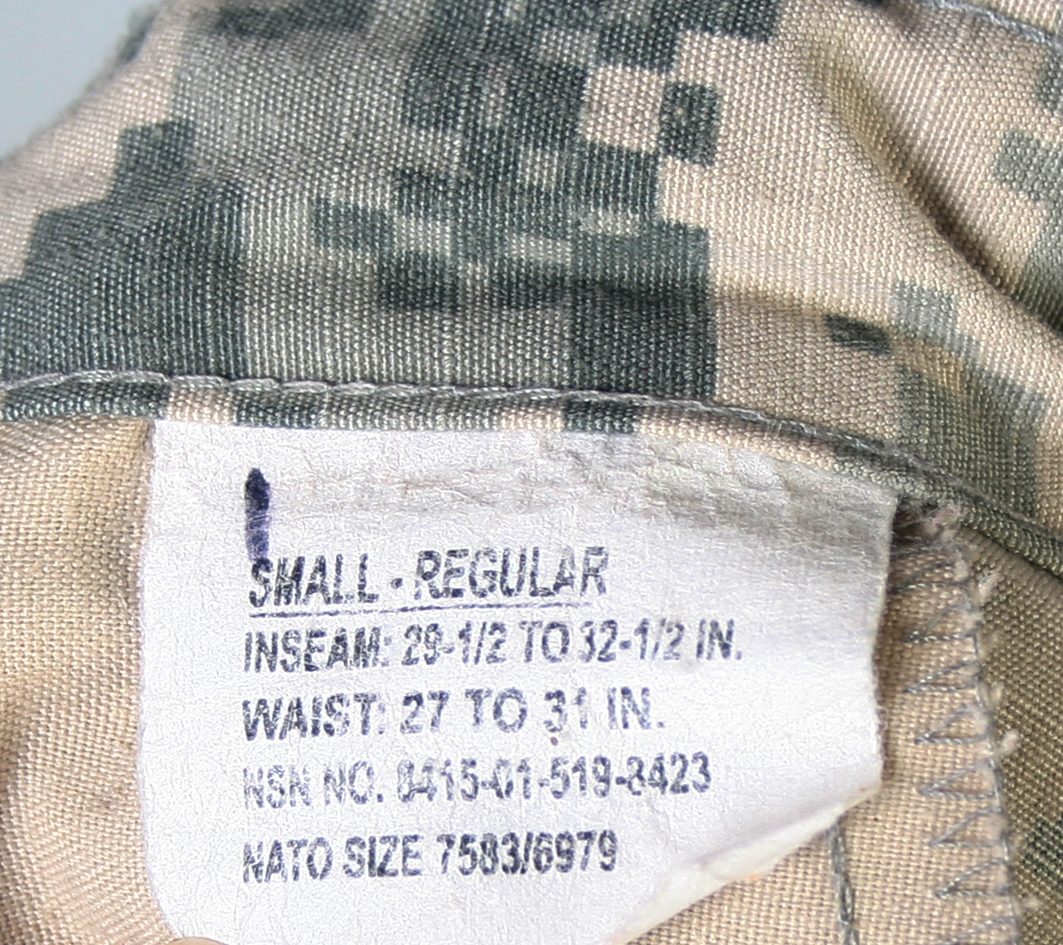 SMALL - REGULAR
INSEAM: 29-1/2 TO 32-1/2 IN.
WAIST: 27 TO 31 IN.
NSN NO. 8415-01-519-8423
NATO SIZE 7583/6979